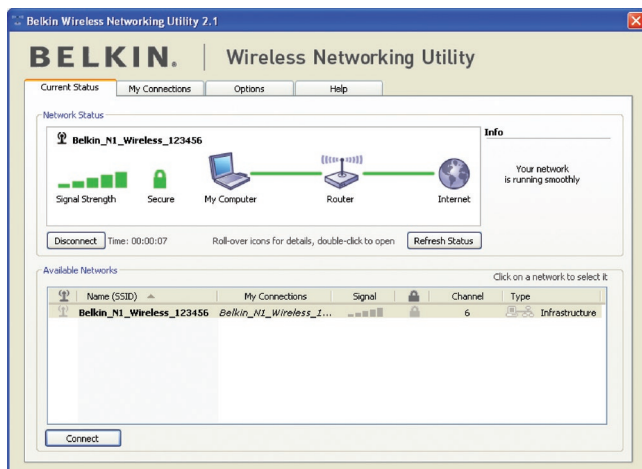 Belkin Wireless Networking Utility 2.1
BELKIN. Wireless Networking Utility
Current Status My Connections Options Help
Network Status
Belkin_N1_Wireless_123456
Info
Your network
is running smoothly
Signal Strength Secure My Computer Router Internet
Disconnect Time: 00:00:07 Roll-over icons for details, double-click to open Refresh Status
Available Networks
Click on a network to select it
Name (SSID) My Connections Signal Channel Type
Belkin_N1_Wireless_123456 Belkin_N1_Wireless_1... 6 Infrastructure
Connect